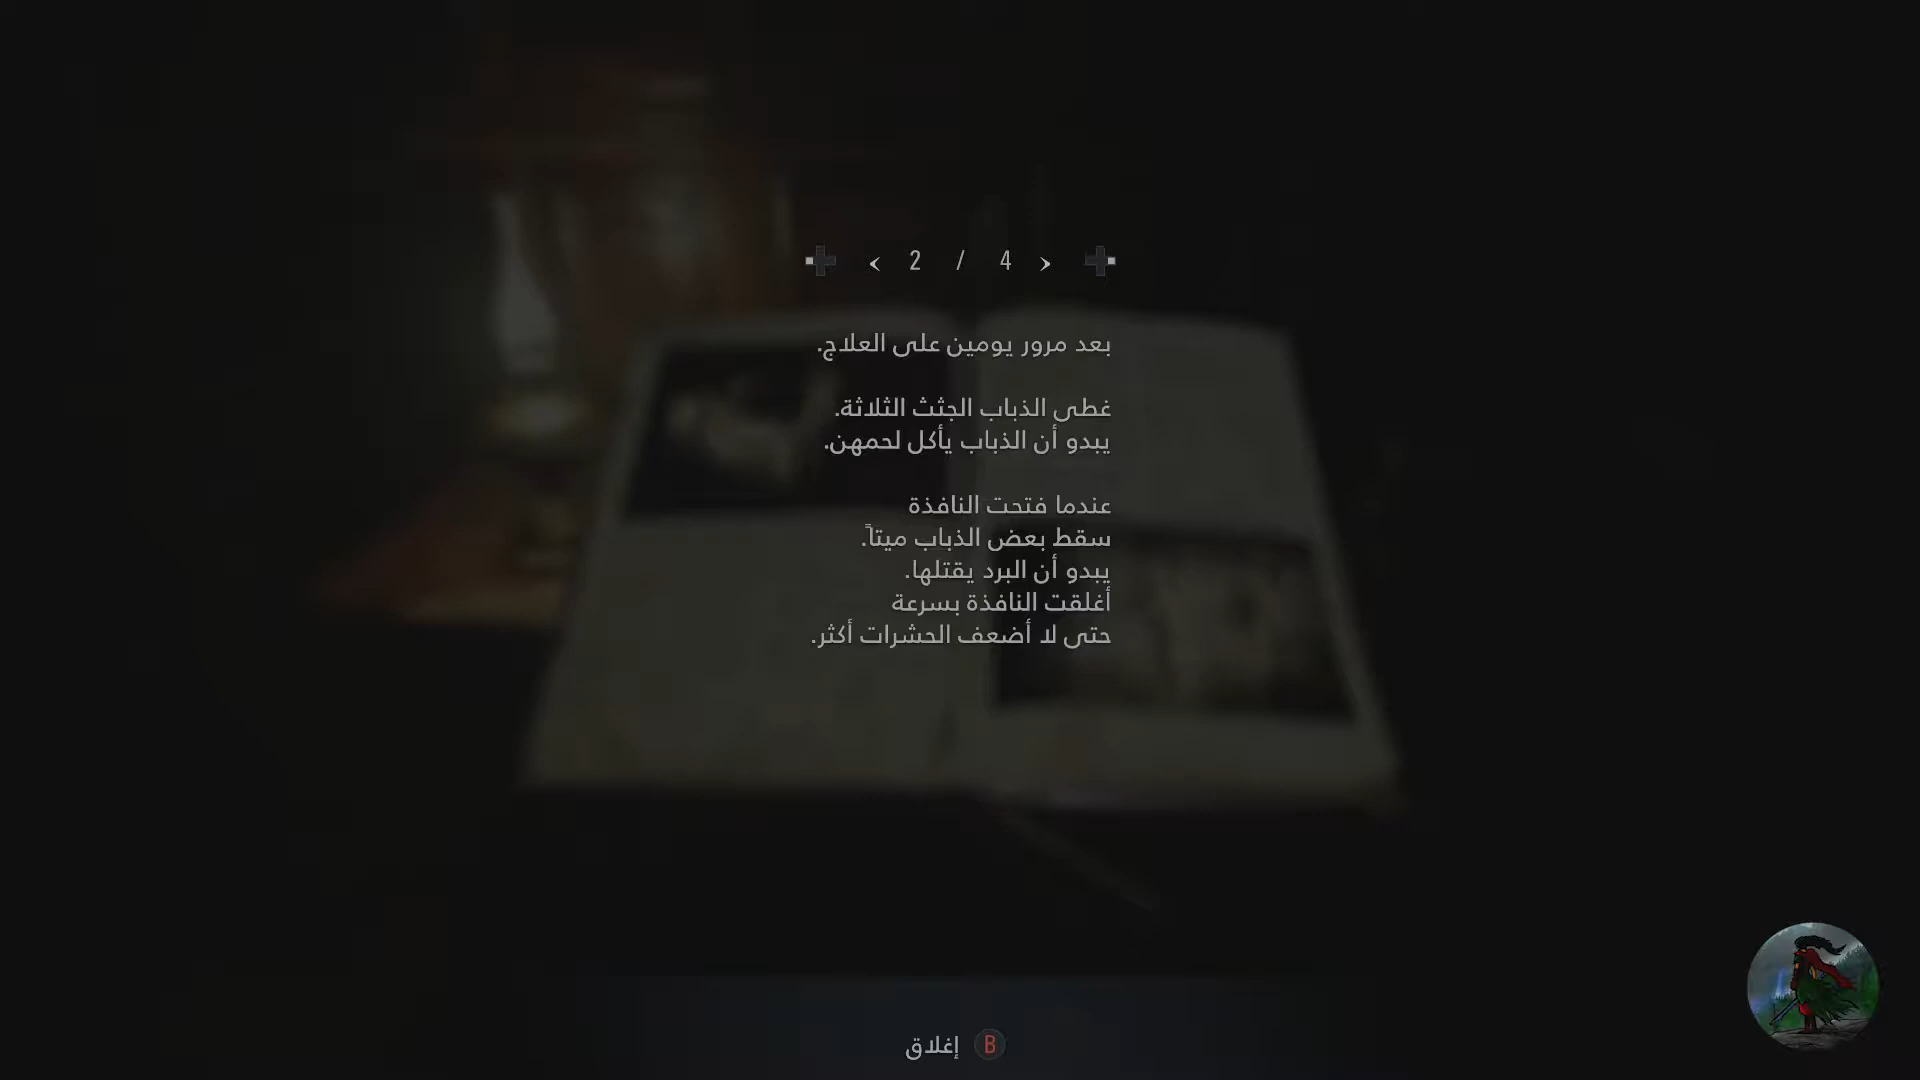 < 2 / 4 >
بعد مرور يومين على العلاج.
غطى الذباب الجثث الثلاثة.
يبدو أن الذباب يأكل لحمهن.
عندما فتحت النافذة
سقط بعض الذباب ميتاً.
يبدو أن البرد يقتلها.
أغلقت النافذة بسرعة
حتى لا أضعف الحشرات أكثر.
B إغلاق